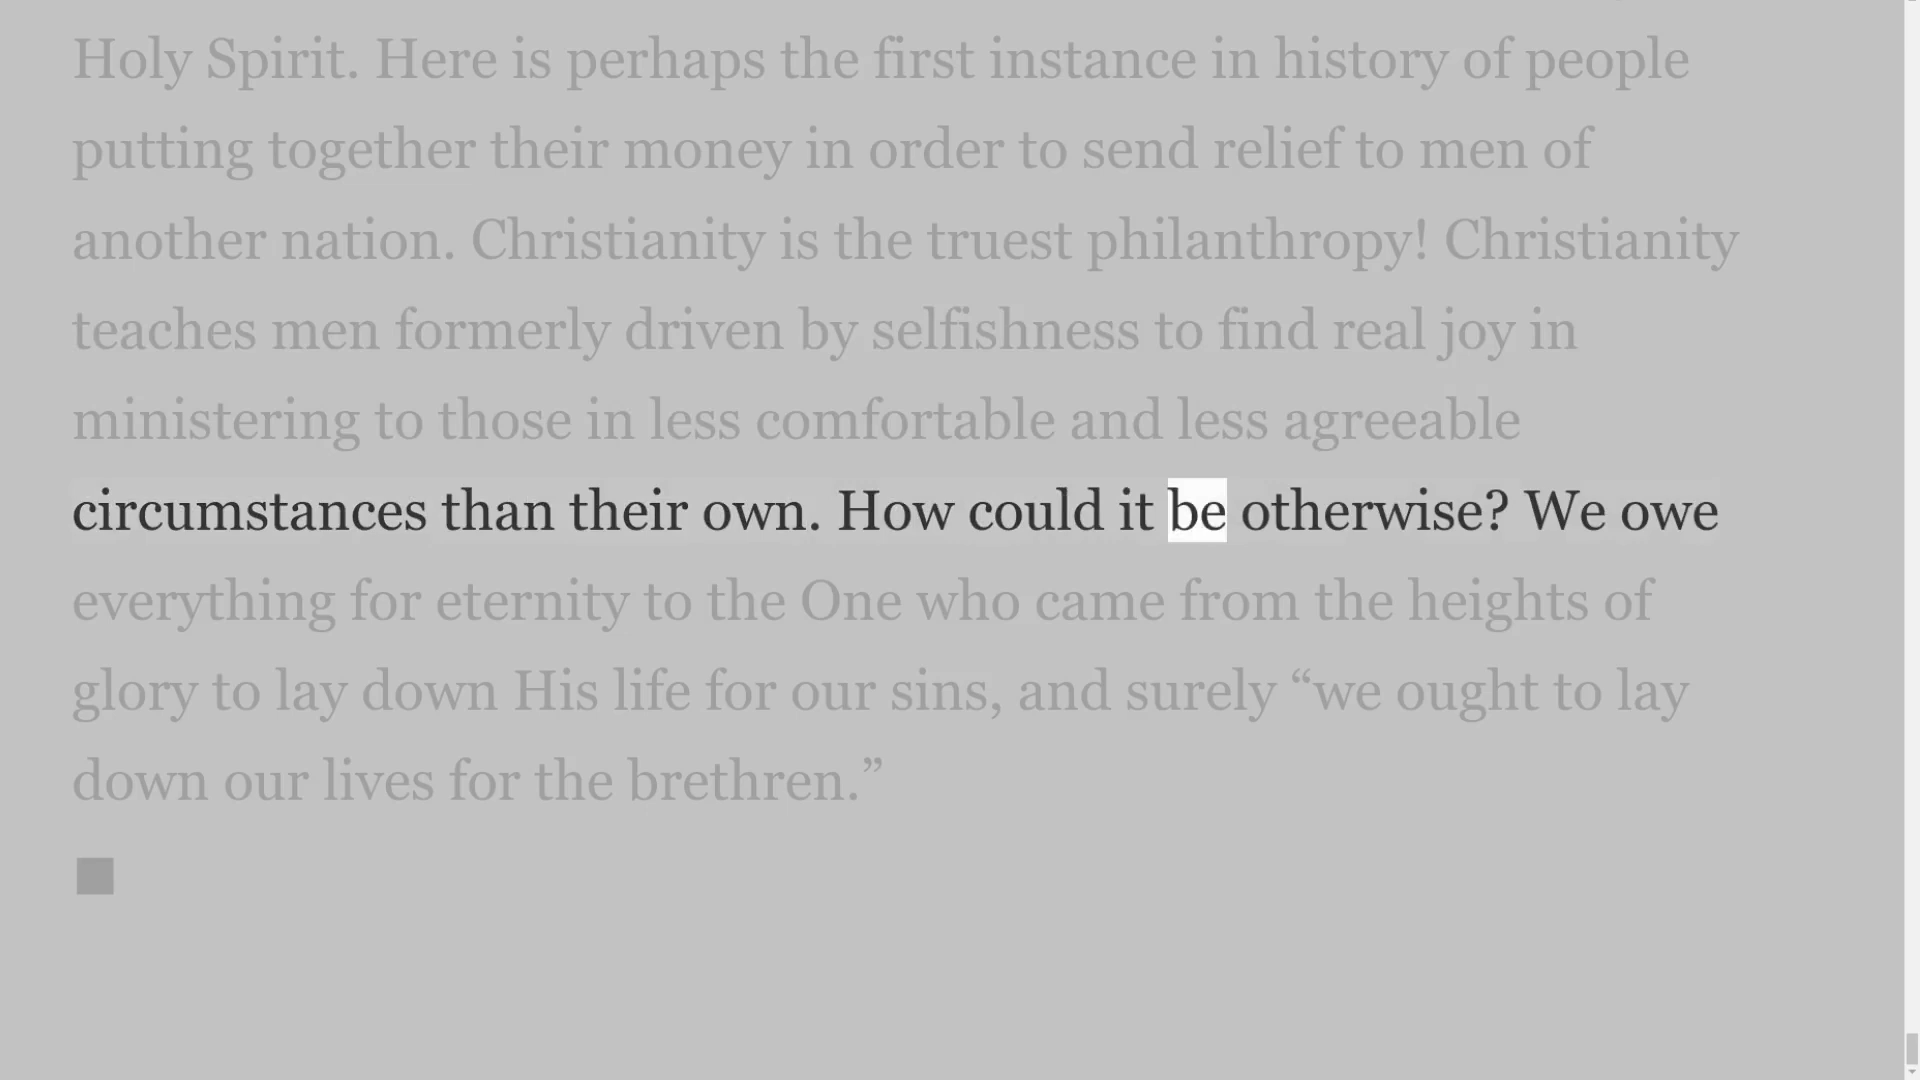 Holy Spirit. Here is perhaps the first instance in history of people
putting together their money in order to send relief to men of
another nation. Christianity is the truest philanthropy! Christianity
teaches men formerly driven by selfishness to find real joy in
ministering to those in less comfortable and less agreeable
circumstances than their own. How could it be otherwise? We owe
everything for eternity to the One who came from the heights of
glory to lay down His life for our sins, and surely “we ought to lay
down our lives for the brethren.”